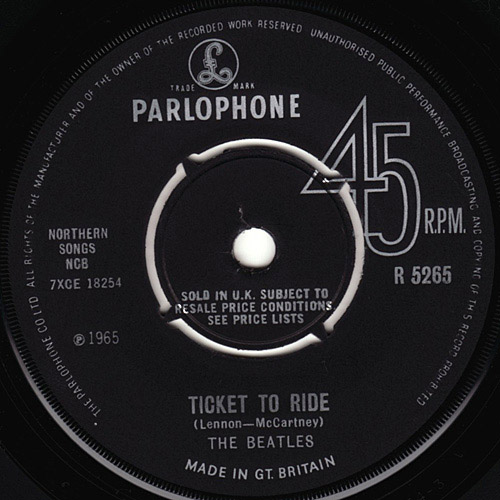 "THE PARLOPHONE CO LTD ALL RIGHTS OF THE MANUFACTURER AND OF THE OWNER OF THE RECORDED WORK RESERVED UNAUTHORISED PUBLIC PERFORMANCE BROADCASTING AND COPYING OF THIS RECORD PROHIBITED
£
TRADE MARK
PARLOPHONE
45 R.P.M.
NORTHERN SONGS
NCB
7XCE 18254
R 5265
SOLD IN U.K. SUBJECT TO
RESALE PRICE CONDITIONS,
SEE PRICE LISTS
℗ 1965
TICKET TO RIDE
(Lennon—McCartney)
THE BEATLES
MADE IN GT. BRITAIN